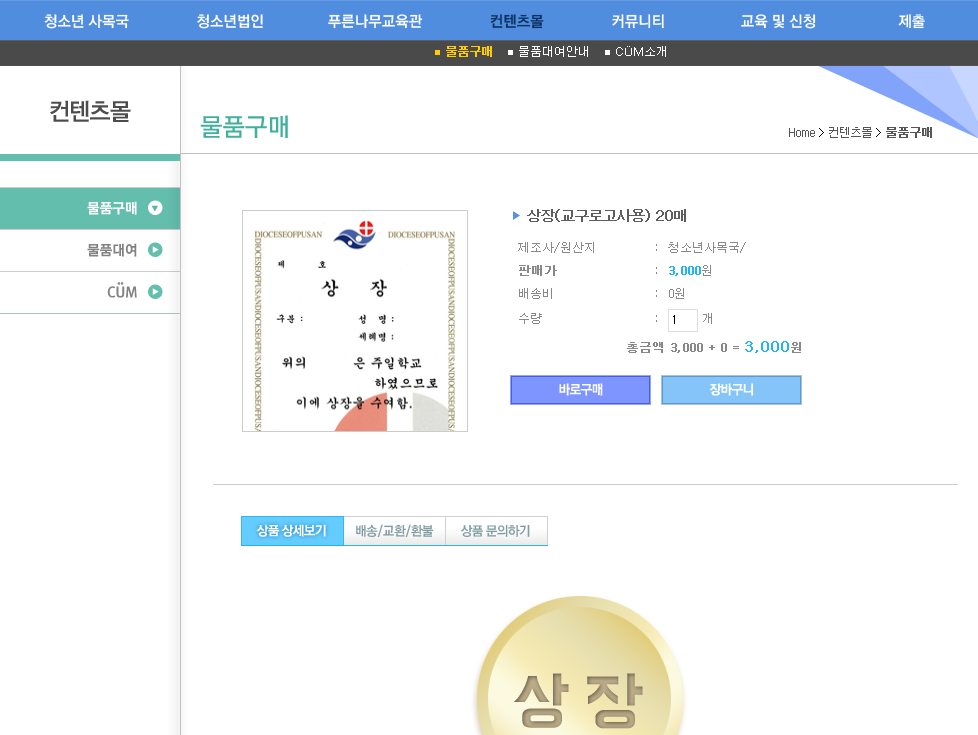 청소년 사목국 청소년법인 푸른나무교육관 컨텐츠몰 커뮤니티 교육 및 신청 제출
물품구매 물품대여안내 CÜM소개
컨텐츠몰
물품구매
Home > 컨텐츠몰 > 물품구매
물품구매
물품대여
CÜM
DIOCESEOFPUSAN DIOCESEOFPUSAN
제 호
상 장
구분 :
성 명 :
세례명 :
위의 은 주일학교
하였으므로
이에 상장을 수여함.
상장(교구로고사용) 20매
제조사/원산지 : 청소년사목국/
판매가 : 3,000원
배송비 : 0원
수량 : 1 개
총금액 3,000 + 0 = 3,000원
바로구매 장바구니
상품 상세보기 배송/교환/환불 상품 문의하기
상 장